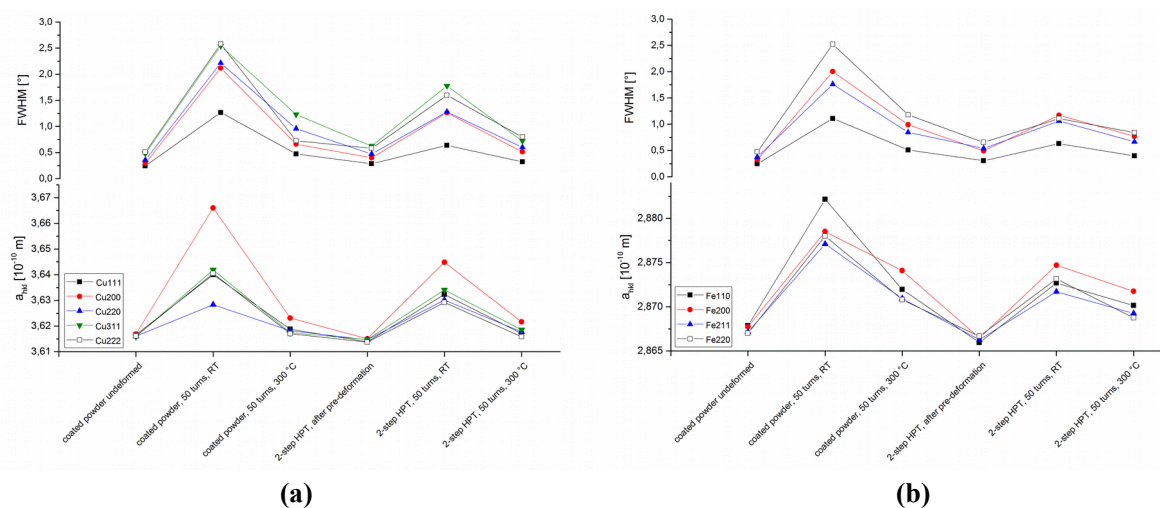 3,0
2,5
2,0
1,5
1,0
0,5
0,0
FWHM [°]
3,67
3,66
3,65
3,64
3,63
3,62
3,61
a_hkl [10^-10 m]
Cu111
Cu200
Cu220
Cu311
Cu222
coated powder undeformed
coated powder, 50 turns, RT
coated powder, 50 turns, 300 °C
2-step HPT, after pre-deformation
2-step HPT, 50 turns, RT
2-step HPT, 50 turns, 300 °C
(a)
3,0
2,5
2,0
1,5
1,0
0,5
0,0
FWHM [°]
2,880
2,875
2,870
2,865
a_hkl [10^-10 m]
Fe110
Fe200
Fe211
Fe220
coated powder undeformed
coated powder, 50 turns, RT
coated powder, 50 turns, 300 °C
2-step HPT, after pre-deformation
2-step HPT, 50 turns, RT
2-step HPT, 50 turns, 300 °C
(b)